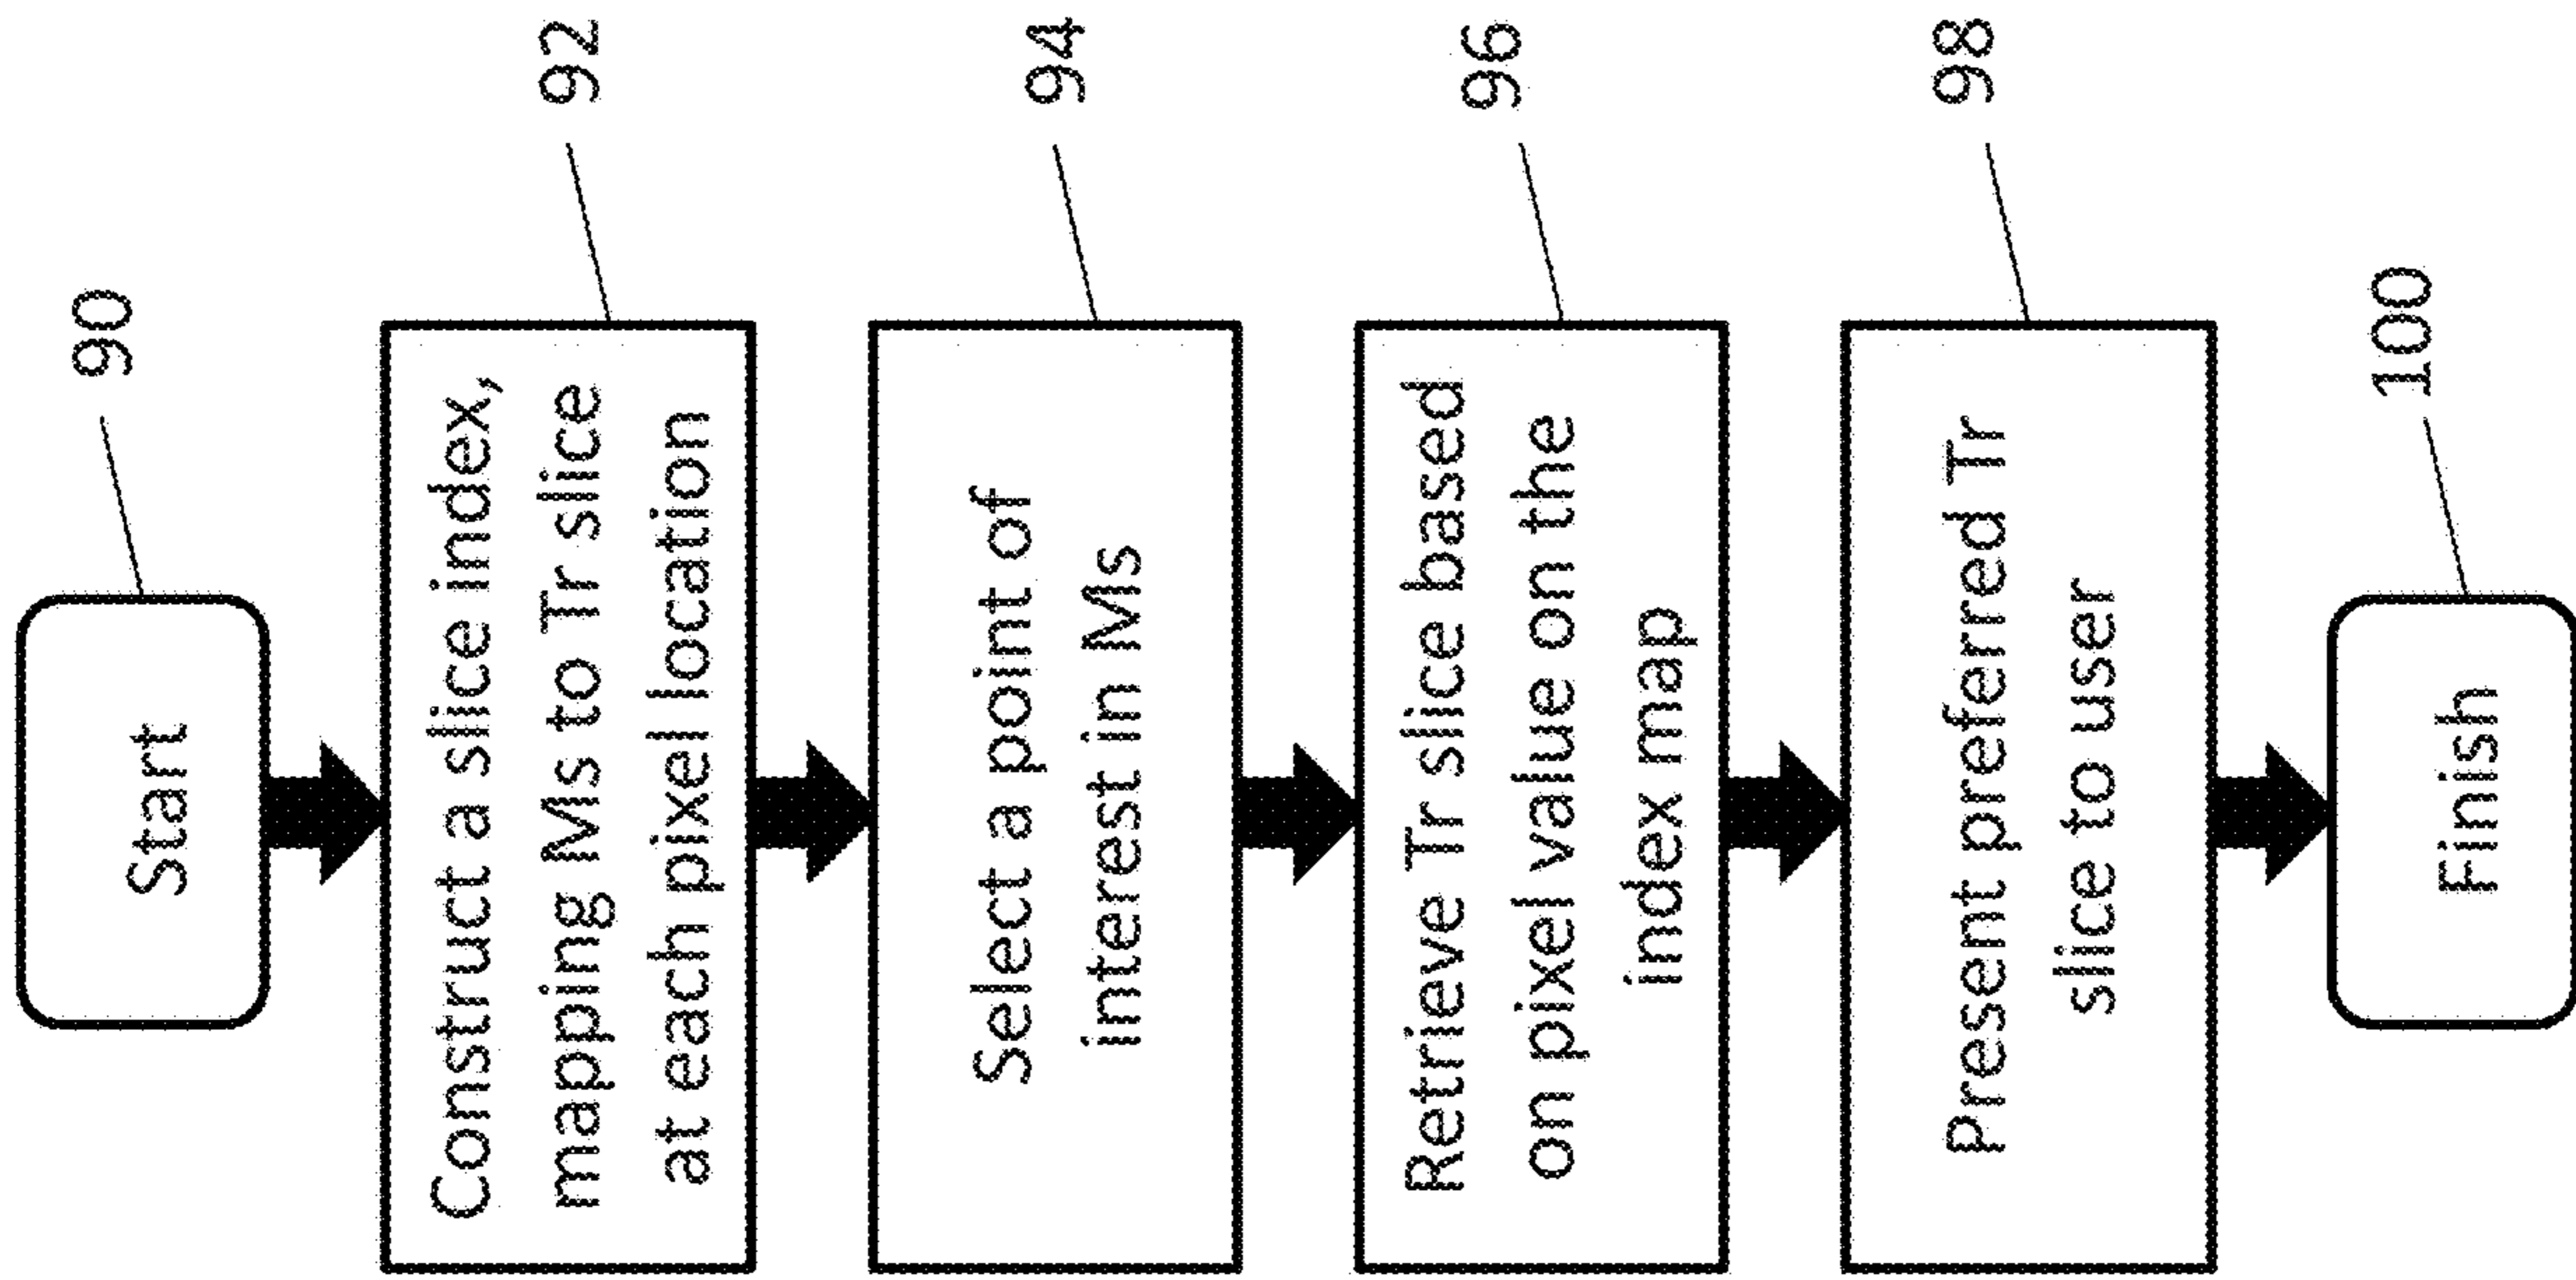 Start
90
Construct a slice index,
mapping Ms to Tr slice
at each pixel location
92
Select a point of
interest in Ms
94
Retrieve Tr slice based
on pixel value on the
index map
96
Present preferred Tr
slice to user
98
Finish
100